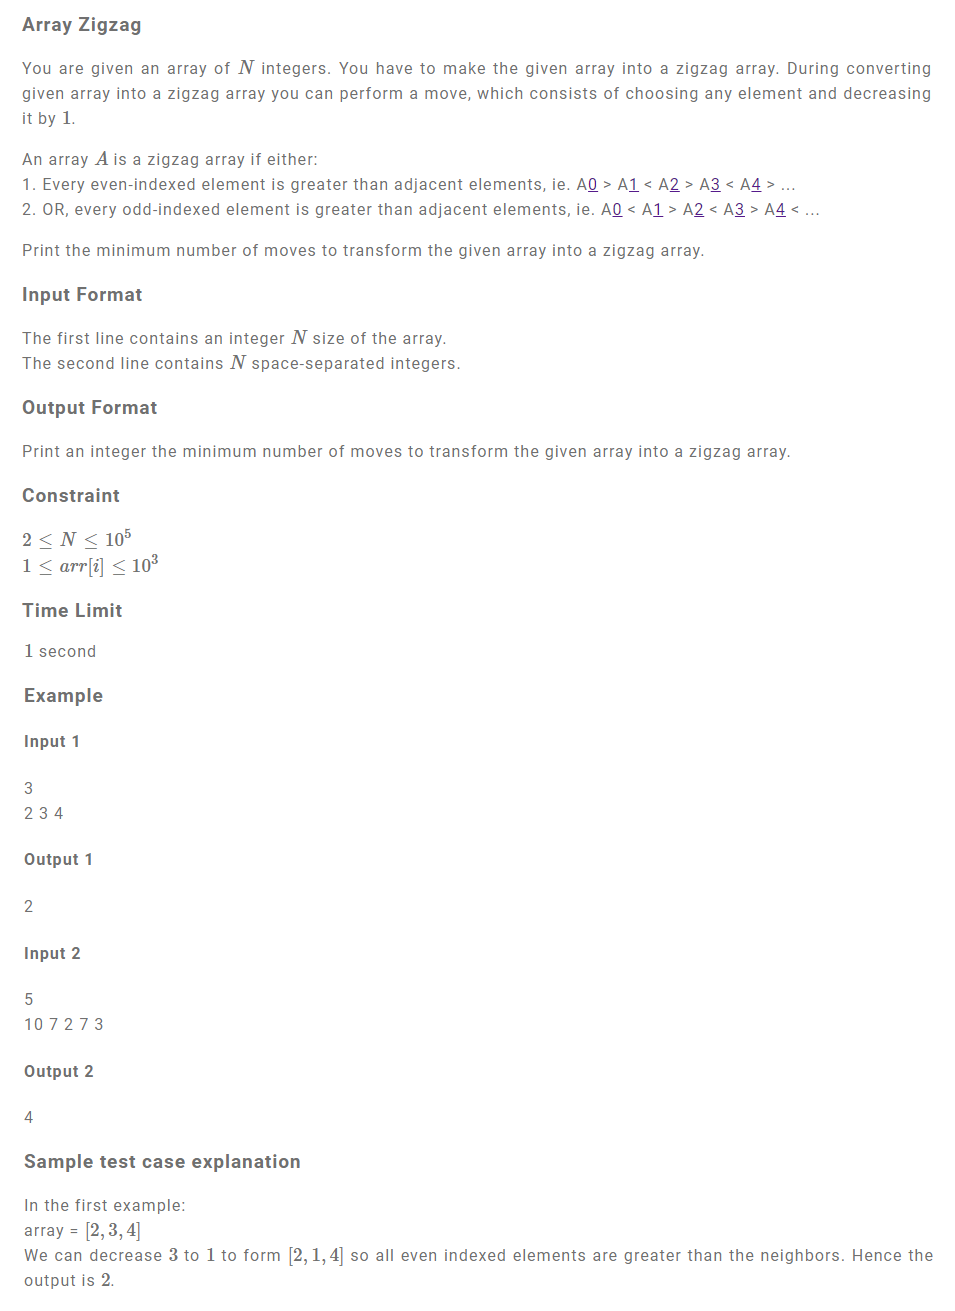 Array Zigzag
You are given an array of N integers. You have to make the given array into a zigzag array. During converting
given array into a zigzag array you can perform a move, which consists of choosing any element and decreasing
it by 1.
An array A is a zigzag array if either:
1. Every even-indexed element is greater than adjacent elements, ie. A0 > A1 < A2 > A3 < A4 > ...
2. OR, every odd-indexed element is greater than adjacent elements, ie. A0 < A1 > A2 < A3 > A4 < ...
Print the minimum number of moves to transform the given array into a zigzag array.
Input Format
The first line contains an integer N size of the array.
The second line contains N space-separated integers.
Output Format
Print an integer the minimum number of moves to transform the given array into a zigzag array.
Constraint
2 ≤ N ≤ 10⁵
1 ≤ arr[i] ≤ 10³
Time Limit
1 second
Example
Input 1
3
2 3 4
Output 1
2
Input 2
5
10 7 2 7 3
Output 2
4
Sample test case explanation
In the first example:
array = [2, 3, 4]
We can decrease 3 to 1 to form [2, 1, 4] so all even indexed elements are greater than the neighbors. Hence the
output is 2.